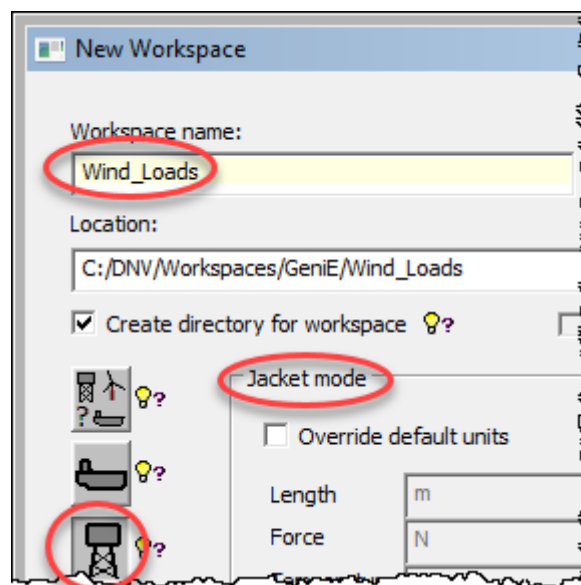 New Workspace
Workspace name:
Wind_Loads
Location:
C:/DNV/Workspaces/GeniE/Wind_Loads
Create directory for workspace ?
? ?
Jacket mode
Override default units
?
Length m
Force N
?